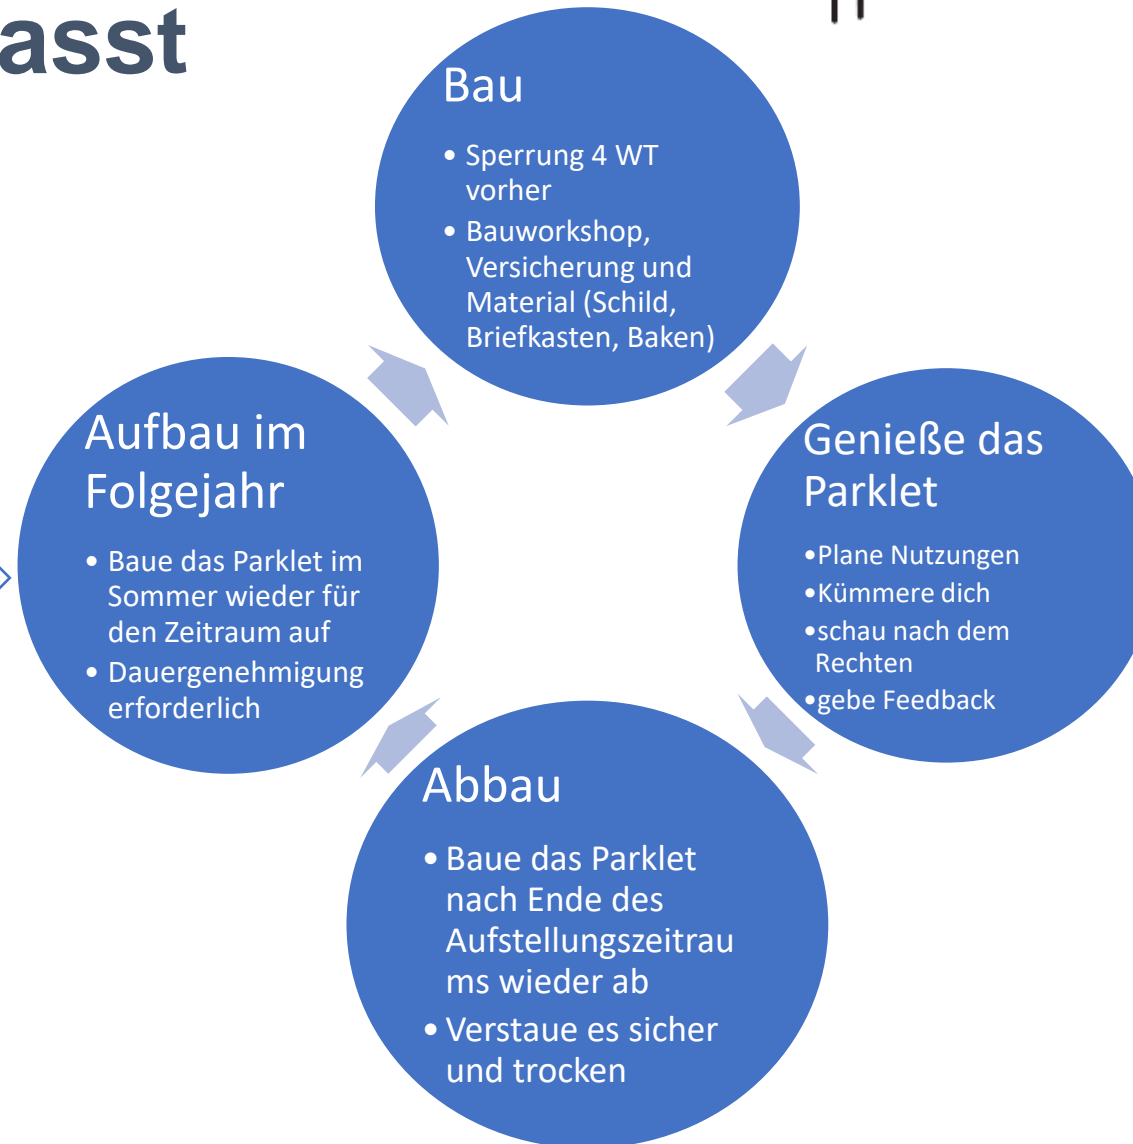 asst
Bau
• Sperrung 4 WT
vorher
• Bauworkshop,
Versicherung und
Material (Schild,
Briefkasten, Baken)
Genieße das
Parklet
•Plane Nutzungen
•Kümmere dich
•schau nach dem
Rechten
•gebe Feedback
Abbau
• Baue das Parklet
nach Ende des
Aufstellungszeitrau
ms wieder ab
• Verstaue es sicher
und trocken
Aufbau im
Folgejahr
• Baue das Parklet im
Sommer wieder für
den Zeitraum auf
• Dauergenehmigung
erforderlich